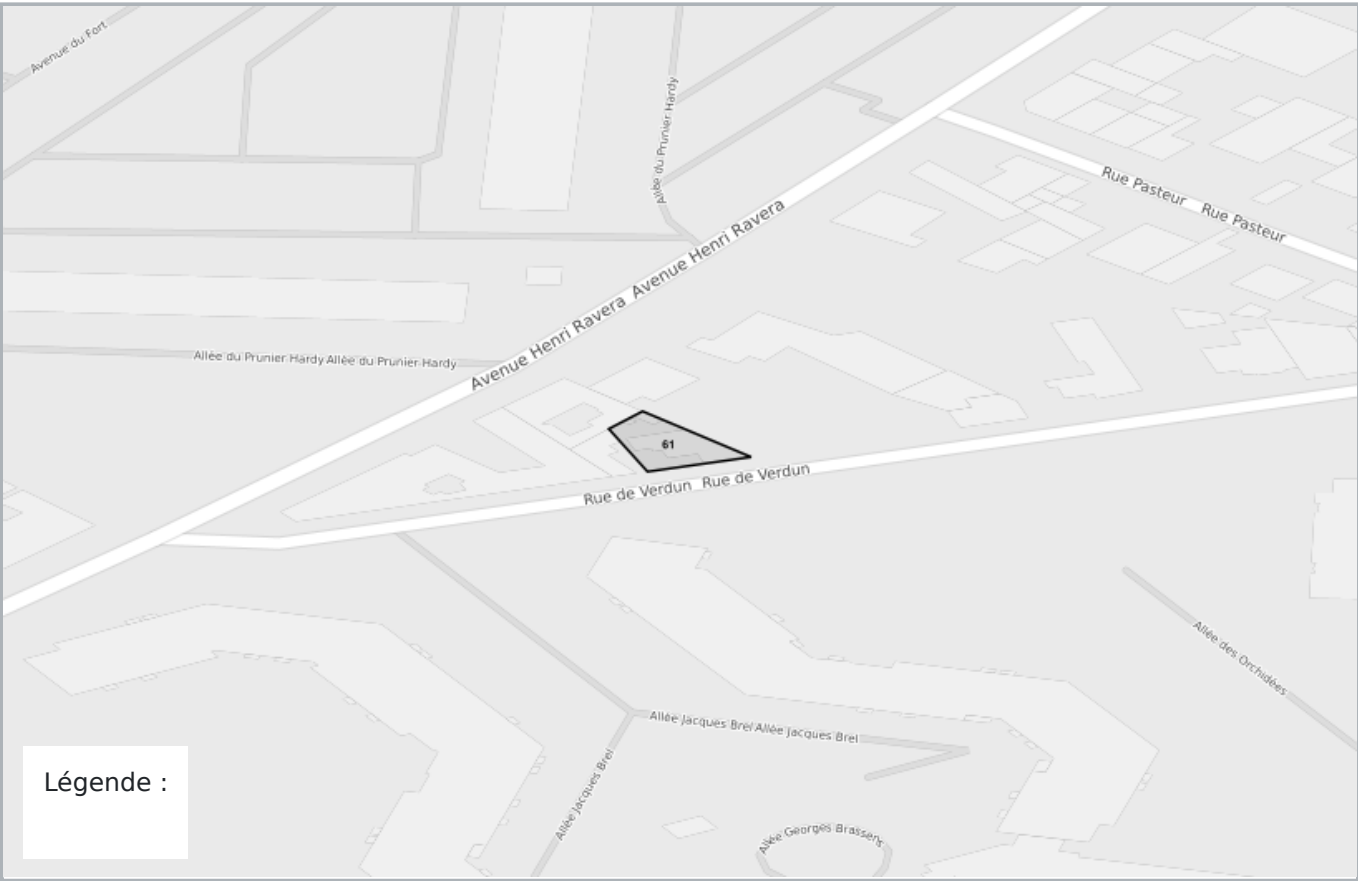 Avenue du Fort
Allée du Prunier Hardy
Rue Pasteur Rue Pasteur
Avenue Henri Ravera Avenue Henri Ravera
Allée du Prunier Hardy Allée du Prunier Hardy
61
Rue de Verdun Rue de Verdun
Allée des Orchidées
Allée Jacques Brel Allée Jacques Brel
Allée Jacques Brel
Allée Georges Brassens
Légende :